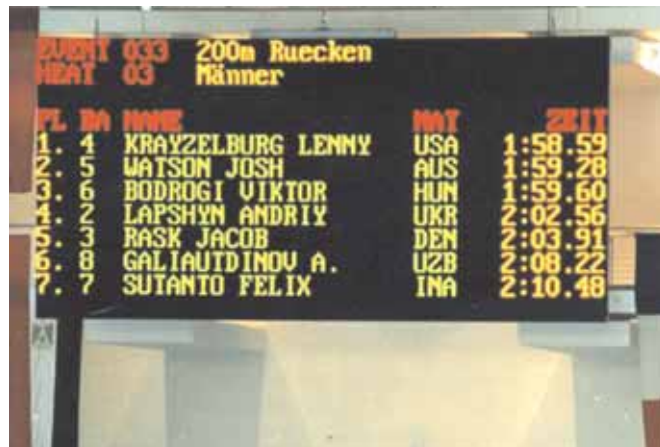 EVENT 033 200m Ruecken
HEAT 03 Männer
PL BA NAME NAT ZEIT
1. 4 KRAYZELBURG LENNY USA 1:58.59
2. 5 WATSON JOSH AUS 1:59.28
3. 6 BODROGI VIKTOR HUN 1:59.60
4. 2 LAPSHYN ANDRIY UKR 2:02.56
5. 3 RASK JACOB DEN 2:03.91
6. 8 GALIAUTDINOV A. UZB 2:08.22
7. 7 SUTANTO FELIX INA 2:10.48